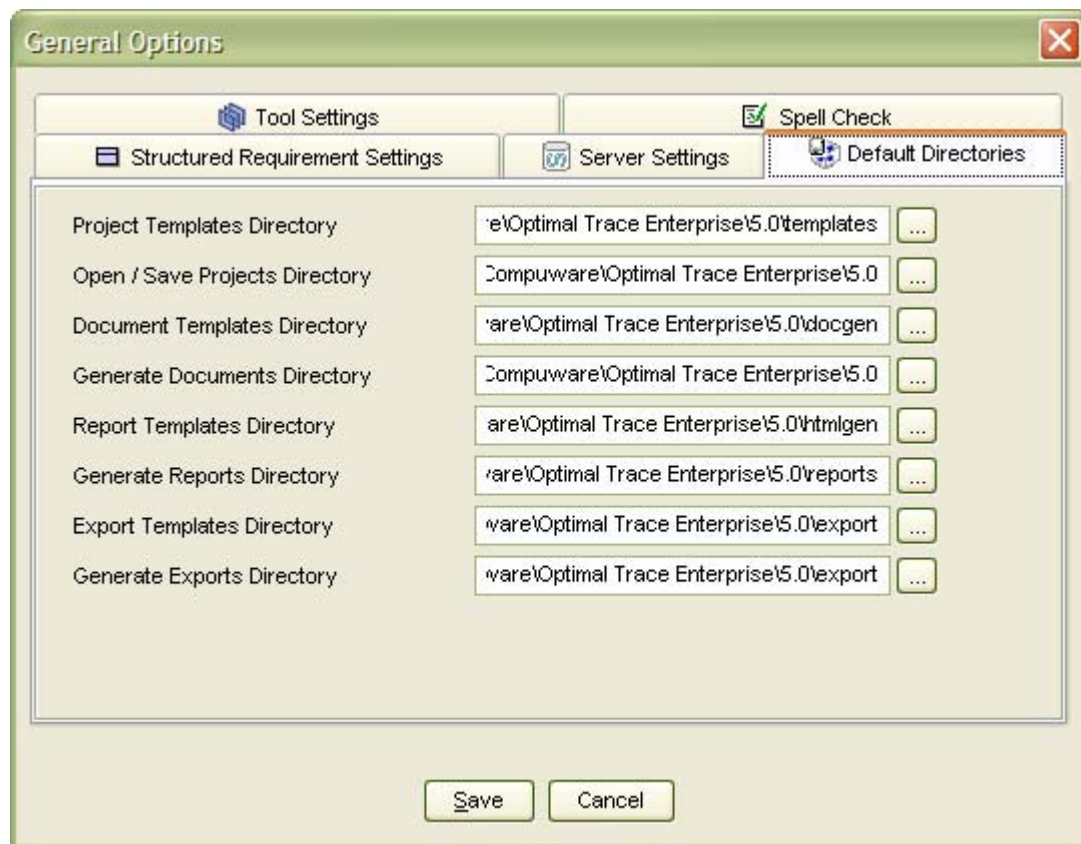 General Options
Tool Settings
Spell Check
Structured Requirement Settings
Server Settings
Default Directories
Project Templates Directory
e\Optimal Trace Enterprise\5.0\templates
...
Open / Save Projects Directory
Compuware\Optimal Trace Enterprise\5.0
...
Document Templates Directory
are\Optimal Trace Enterprise\5.0\docgen
...
Generate Documents Directory
Compuware\Optimal Trace Enterprise\5.0
...
Report Templates Directory
are\Optimal Trace Enterprise\5.0\htmlgen
...
Generate Reports Directory
are\Optimal Trace Enterprise\5.0\reports
...
Export Templates Directory
ware\Optimal Trace Enterprise\5.0\export
...
Generate Exports Directory
ware\Optimal Trace Enterprise\5.0\export
...
Save
Cancel